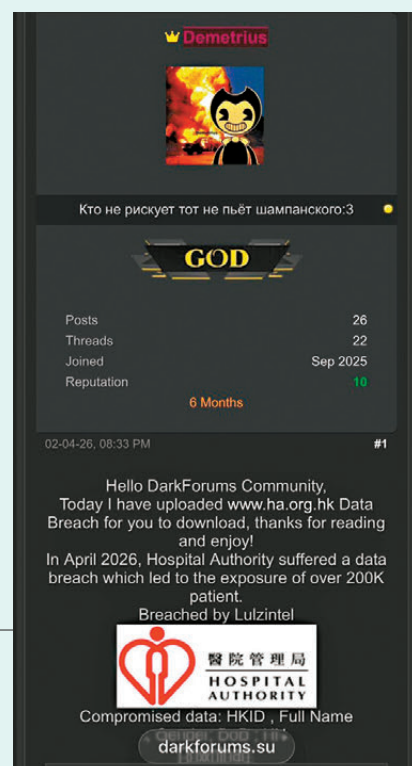 Demetrius
Кто не рискует тот не пьёт шампанского:3
GOD
Posts 26
Threads 22
Joined Sep 2025
Reputation 10
6 Months
02-04-26, 08:33 PM #1
Hello DarkForums Community,
Today I have uploaded www.ha.org.hk Data
Breach for you to download, thanks for reading
and enjoy!
In April 2026, Hospital Authority suffered a data
breach which led to the exposure of over 200K
patient.
Breached by Lulzintel
醫院管理局
HOSPITAL
AUTHORITY
Compromised data: HKID , Full Name
darkforums.su